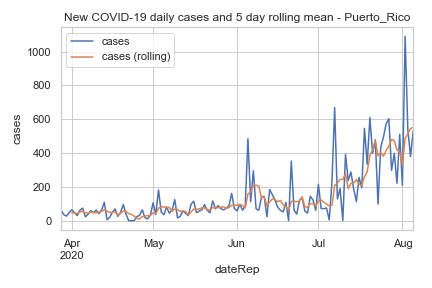 New COVID-19 daily cases and 5 day rolling mean - Puerto_Rico
cases
cases (rolling)
1000
800
600
400
200
0
cases
Apr
2020
May
Jun
Jul
Aug
dateRep